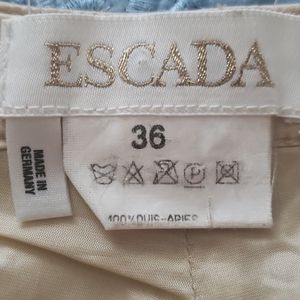 ESCADA
36
MADE IN
GERMANY
P
100%